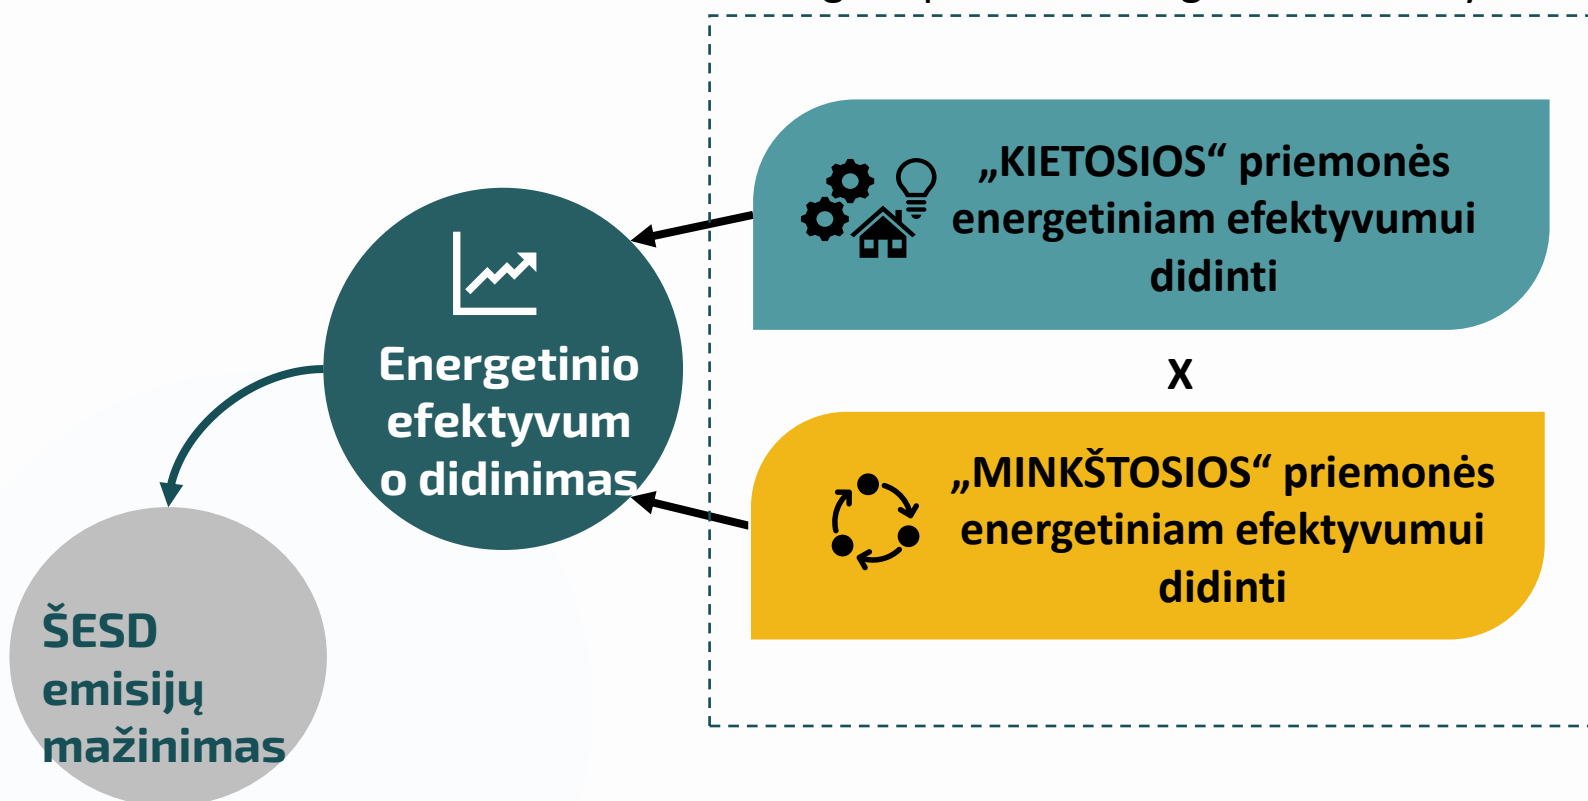 „KIETOSIOS“ priemonės
energetiniam efektyvumui
didinti
X
„MINKŠTOSIOS“ priemonės
energetiniam efektyvumui
didinti
Energetinio
efektyvum
o didinimas
ŠESD
emisijų
mažinimas